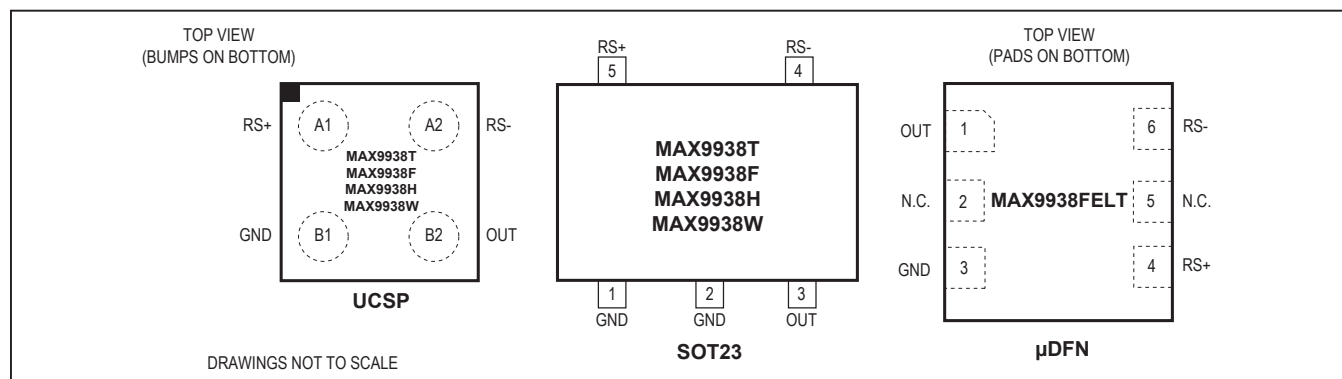 TOP VIEW
(BUMPS ON BOTTOM)
RS+
A1
A2
RS-
MAX9938T
MAX9938F
MAX9938H
MAX9938W
GND
B1
B2
OUT
UCSP
DRAWINGS NOT TO SCALE
RS+
RS-
5
4
MAX9938T
MAX9938F
MAX9938H
MAX9938W
1
2
3
GND
GND
OUT
SOT23
TOP VIEW
(PADS ON BOTTOM)
OUT
1
6
RS-
N.C.
2
MAX9938FELT
5
N.C.
GND
3
4
RS+
µDFN